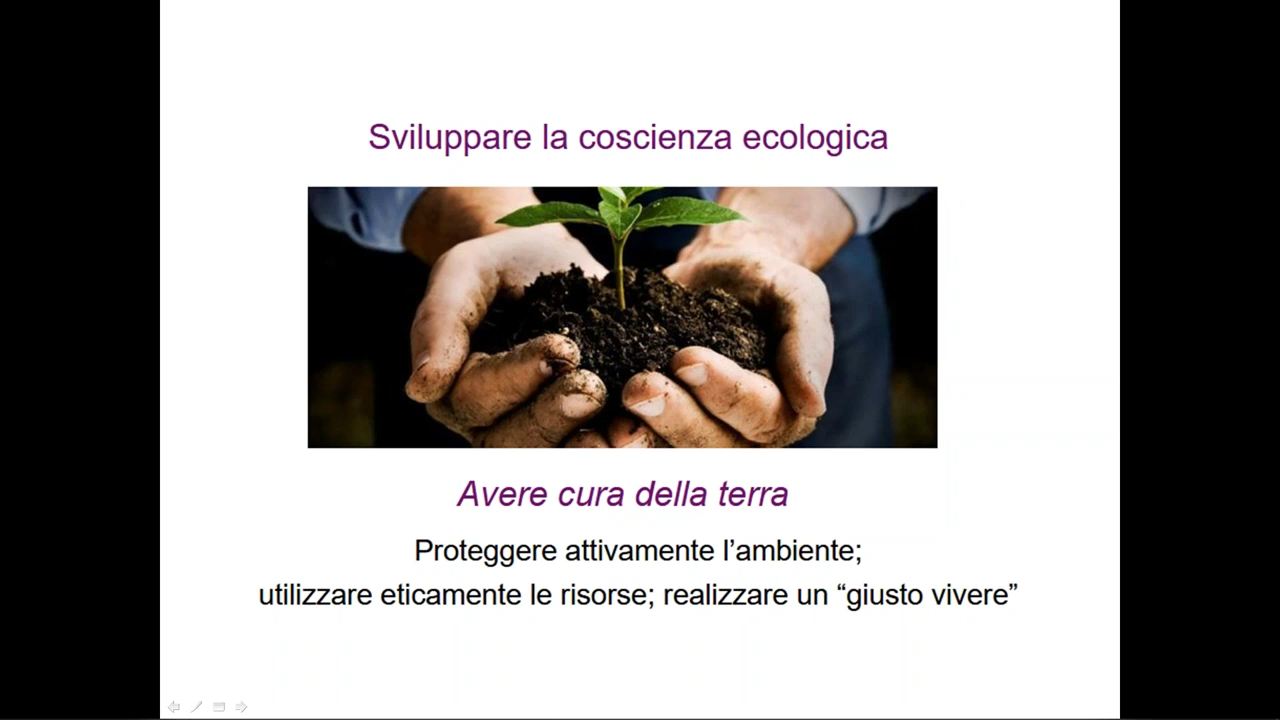 Sviluppare la coscienza ecologica
Avere cura della terra
Proteggere attivamente l’ambiente;
utilizzare eticamente le risorse; realizzare un “giusto vivere”